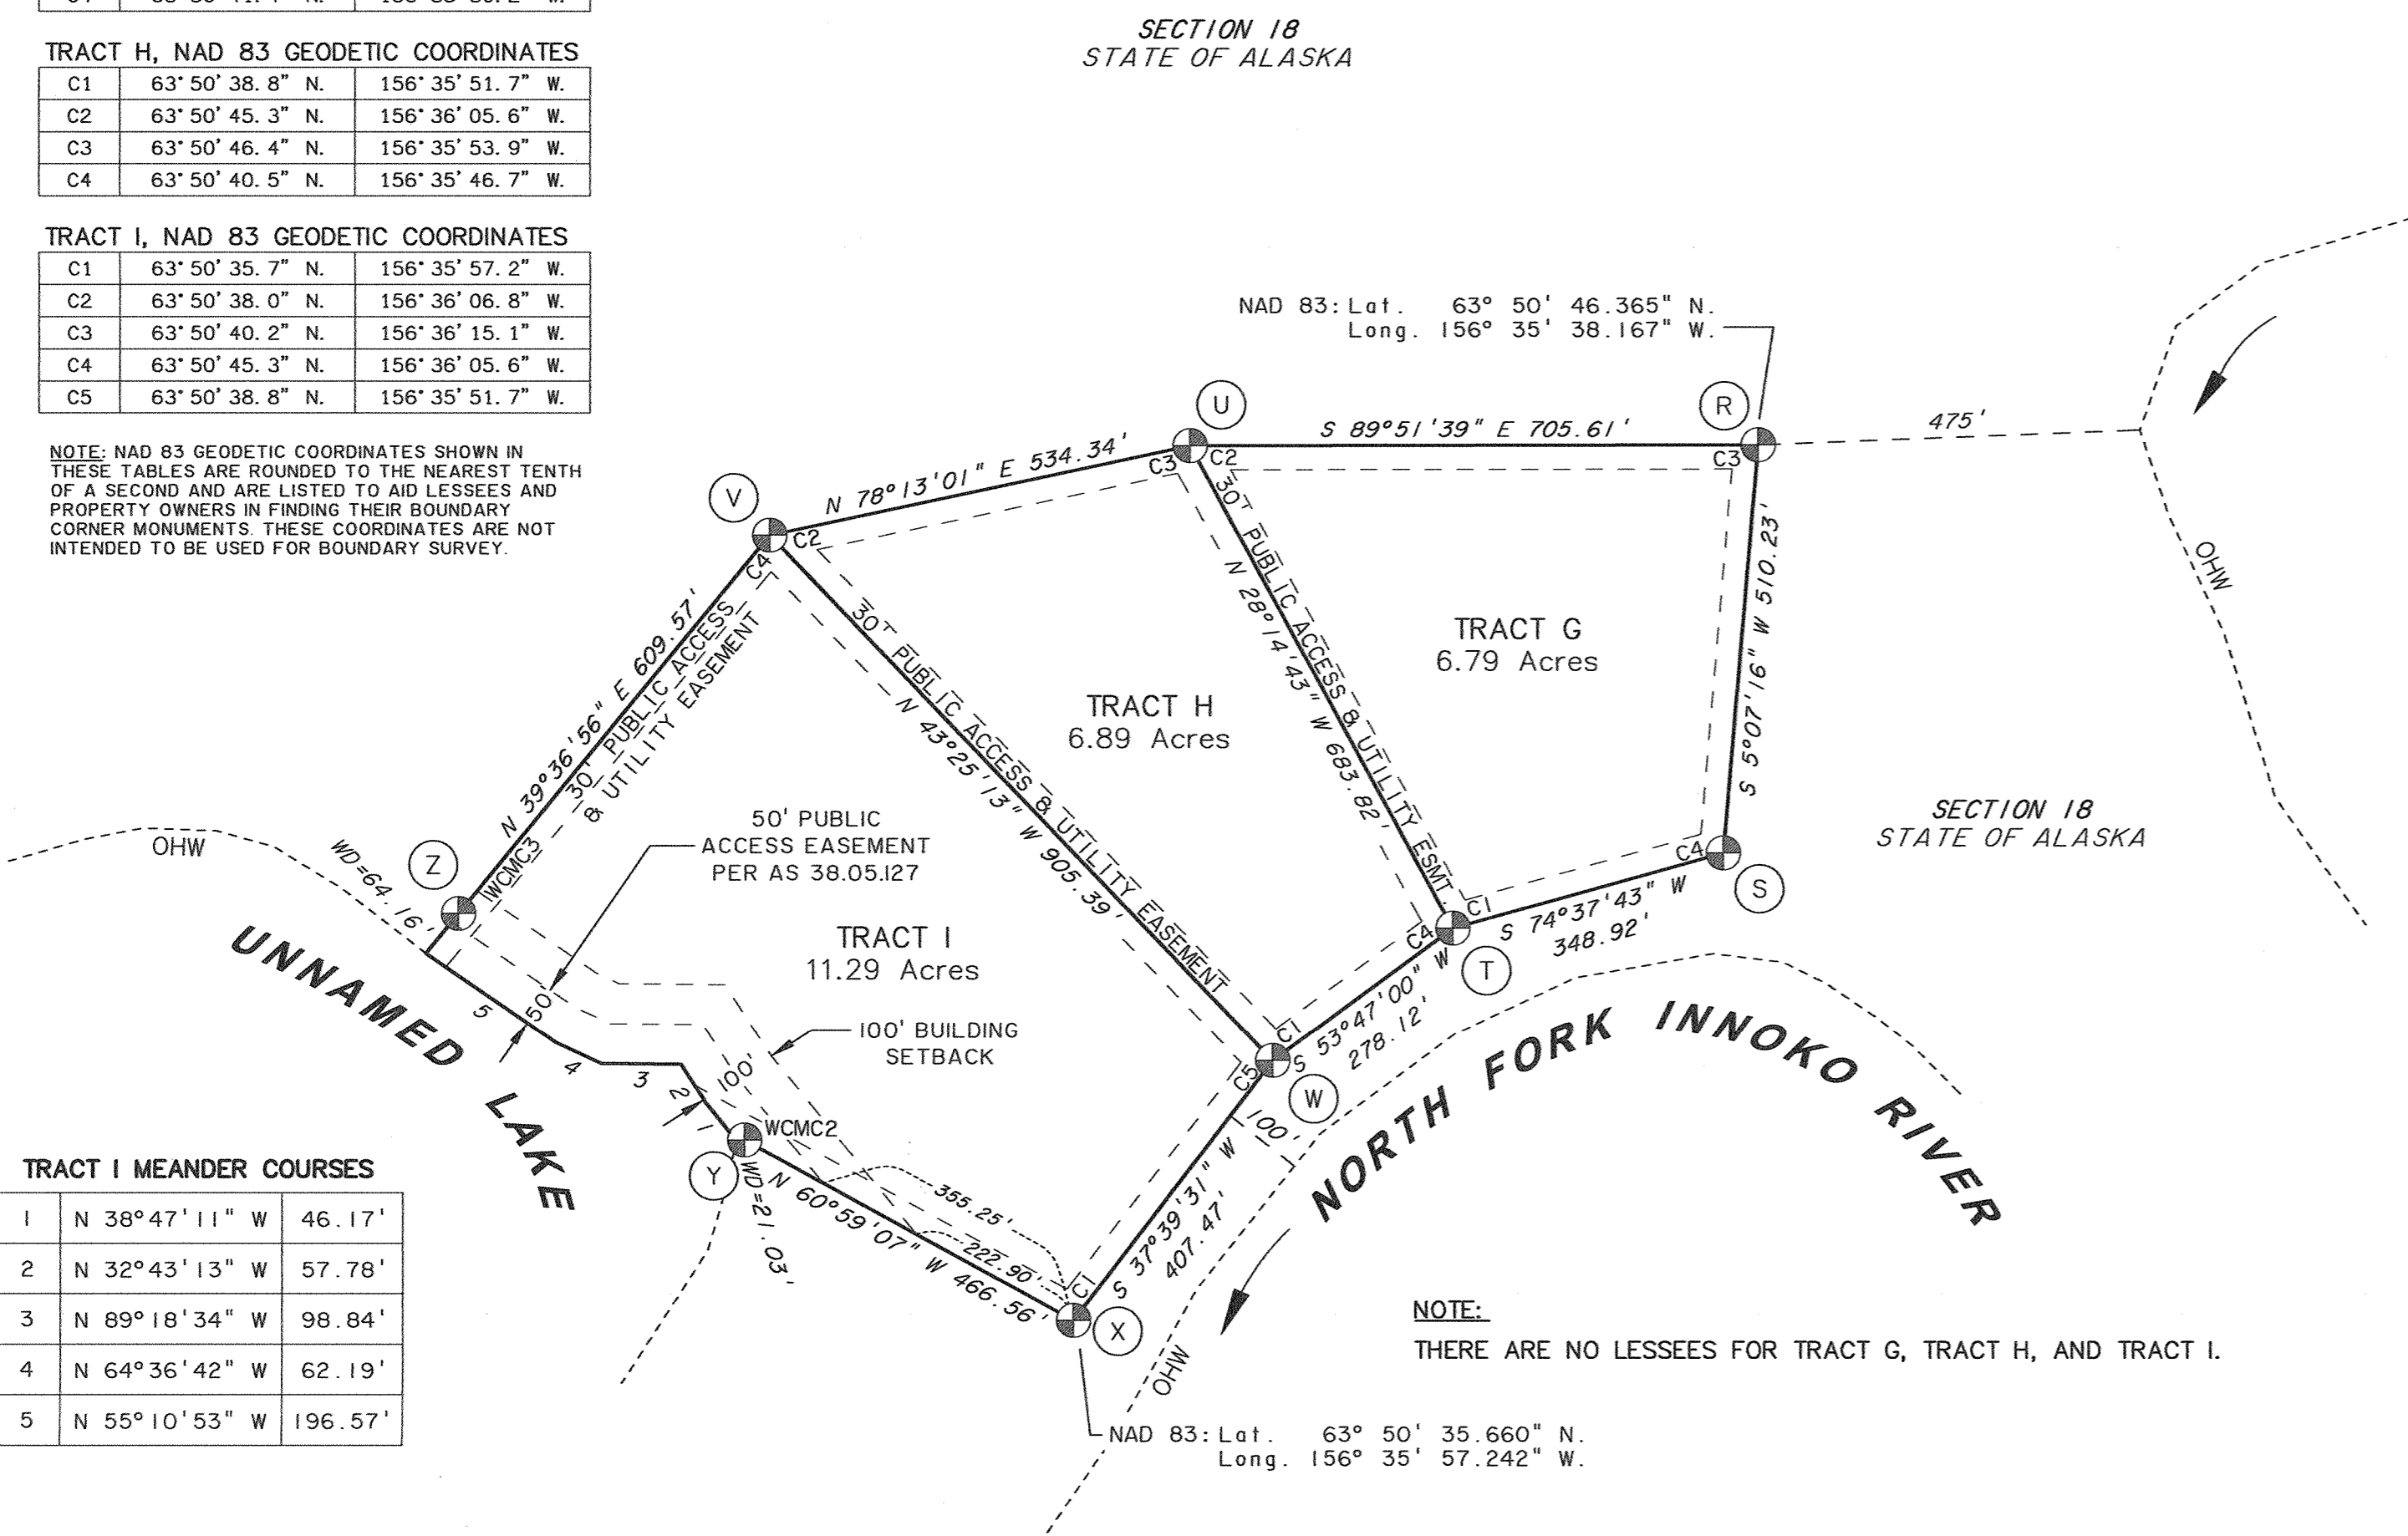 TRACT H, NAD 83 GEODETIC COORDINATES
C1 63° 50' 38. 8" N. 156° 35' 51. 7" W.
C2 63° 50' 45. 3" N. 156° 36' 05. 6" W.
C3 63° 50' 46. 4" N. 156° 35' 53. 9" W.
C4 63° 50' 40. 5" N. 156° 35' 46. 7" W.
TRACT I, NAD 83 GEODETIC COORDINATES
C1 63° 50' 35. 7" N. 156° 35' 57. 2" W.
C2 63° 50' 38. 0" N. 156° 36' 06. 8" W.
C3 63° 50' 40. 2" N. 156° 36' 15. 1" W.
C4 63° 50' 45. 3" N. 156° 36' 05. 6" W.
C5 63° 50' 38. 8" N. 156° 35' 51. 7" W.
NOTE: NAD 83 GEODETIC COORDINATES SHOWN IN
THESE TABLES ARE ROUNDED TO THE NEAREST TENTH
OF A SECOND AND ARE LISTED TO AID LESSEES AND
PROPERTY OWNERS IN FINDING THEIR BOUNDARY
CORNER MONUMENTS. THESE COORDINATES ARE NOT
INTENDED TO BE USED FOR BOUNDARY SURVEY.
SECTION 18
STATE OF ALASKA
NAD 83: Lat. 63° 50' 46.365" N.
Long. 156° 35' 38.167" W.
U
R
S 89°51'39" E 705.61'
475'
C3
C2
C3
V
N 78°13'01" E 534.34'
C2
C4
OHW
S 5°07'16" W 510.23'
TRACT G
6.79 Acres
30' PUBLIC ACCESS & UTILITY ESMT.
N 28°14'43" W 683.82'
TRACT H
6.89 Acres
30' PUBLIC ACCESS & UTILITY EASEMENT
N 43°25'13" W 905.39'
N 39°36'56" E 609.57'
30' PUBLIC ACCESS
& UTILITY EASEMENT
50' PUBLIC
ACCESS EASEMENT
PER AS 38.05.127
SECTION 18
STATE OF ALASKA
OHW
WD=64.16'
Z
WCMC3
C4
S
C1
C4
T
S 74°37'43" W
348.92'
TRACT I
11.29 Acres
UNNAMED LAKE
5
50'
4
3
2
100'
100' BUILDING
SETBACK
C1
C5
W
S 53°47'00" W
278.12'
100'
NORTH FORK INNOKO RIVER
WCMC2
Y
WD=21.03'
N 60°59'07" W 466.56'
355.25'
222.90'
C1
X
S 37°39'31" W
407.47'
OHW
TRACT I MEANDER COURSES
1 N 38°47'11" W 46.17'
2 N 32°43'13" W 57.78'
3 N 89°18'34" W 98.84'
4 N 64°36'42" W 62.19'
5 N 55°10'53" W 196.57'
NOTE:
THERE ARE NO LESSEES FOR TRACT G, TRACT H, AND TRACT I.
NAD 83: Lat. 63° 50' 35.660" N.
Long. 156° 35' 57.242" W.